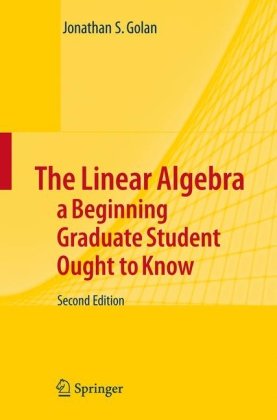 Jonathan S. Golan
The Linear Algebra
a Beginning
Graduate Student
Ought to Know
Second Edition
Springer